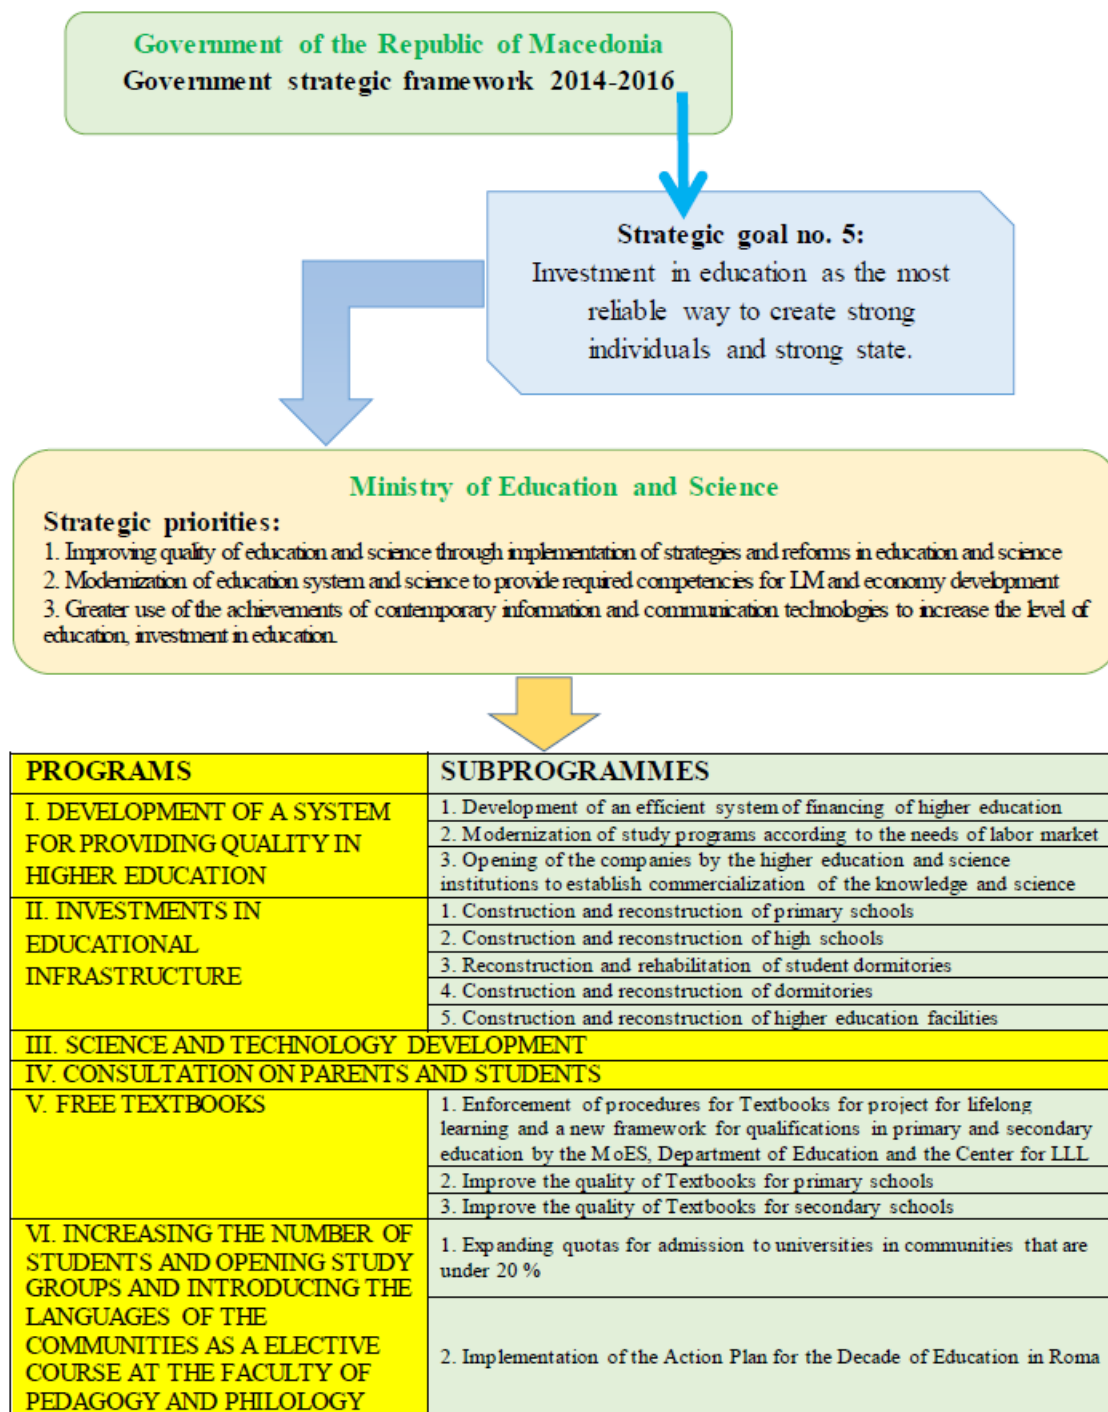 Government of the Republic of Macedonia
Government strategic framework 2014-2016
Strategic goal no. 5:
Investment in education as the most
reliable way to create strong
individuals and strong state.
Ministry of Education and Science
Strategic priorities:
1. Improving quality of education and science through implementation of strategies and reforms in education and science
2. Modernization of education system and science to provide required competencies for LM and economy development
3. Greater use of the achievements of contemporary information and communication technologies to increase the level of
education, investment in education.
PROGRAMS
SUBPROGRAMMES
I. DEVELOPMENT OF A SYSTEM
FOR PROVIDING QUALITY IN
HIGHER EDUCATION
1. Development of an efficient system of financing of higher education
2. Modernization of study programs according to the needs of labor market
3. Opening of the companies by the higher education and science
institutions to establish commercialization of the knowledge and science
II. INVESTMENTS IN
EDUCATIONAL
INFRASTRUCTURE
1. Construction and reconstruction of primary schools
2. Construction and reconstruction of high schools
3. Reconstruction and rehabilitation of student dormitories
4. Construction and reconstruction of dormitories
5. Construction and reconstruction of higher education facilities
III. SCIENCE AND TECHNOLOGY DEVELOPMENT
IV. CONSULTATION ON PARENTS AND STUDENTS
V. FREE TEXTBOOKS
1. Enforcement of procedures for Textbooks for project for lifelong
learning and a new framework for qualifications in primary and secondary
education by the MoES, Department of Education and the Center for LLL
2. Improve the quality of Textbooks for primary schools
3. Improve the quality of Textbooks for secondary schools
VI. INCREASING THE NUMBER OF
STUDENTS AND OPENING STUDY
GROUPS AND INTRODUCING THE
LANGUAGES OF THE
COMMUNITIES AS A ELECTIVE
COURSE AT THE FACULTY OF
PEDAGOGY AND PHILOLOGY
1. Expanding quotas for admission to universities in communities that are
under 20 %
2. Implementation of the Action Plan for the Decade of Education in Roma